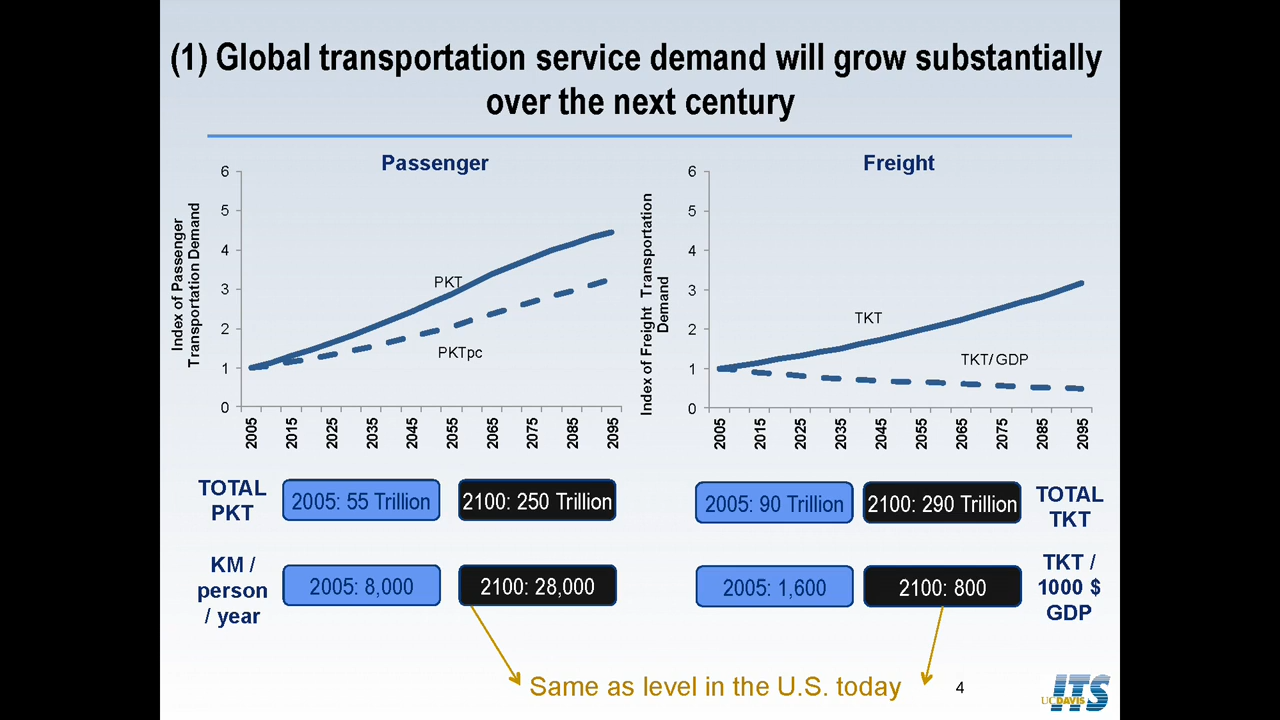 (1) Global transportation service demand will grow substantially
over the next century
Passenger
Index of Passenger
Transportation Demand
6
5
4
3
2
1
0
PKT
PKTpc
2005
2015
2025
2035
2045
2055
2065
2075
2085
2095
Freight
Index of Freight Transportation
Demand
6
5
4
3
2
1
0
TKT
TKT/ GDP
2005
2015
2025
2035
2045
2055
2065
2075
2085
2095
TOTAL
PKT
2005: 55 Trillion
2100: 250 Trillion
2005: 90 Trillion
2100: 290 Trillion
TOTAL
TKT
KM /
person
/ year
2005: 8,000
2100: 28,000
2005: 1,600
2100: 800
TKT /
1000 $
GDP
Same as level in the U.S. today
4
UCDAVIS
ITS